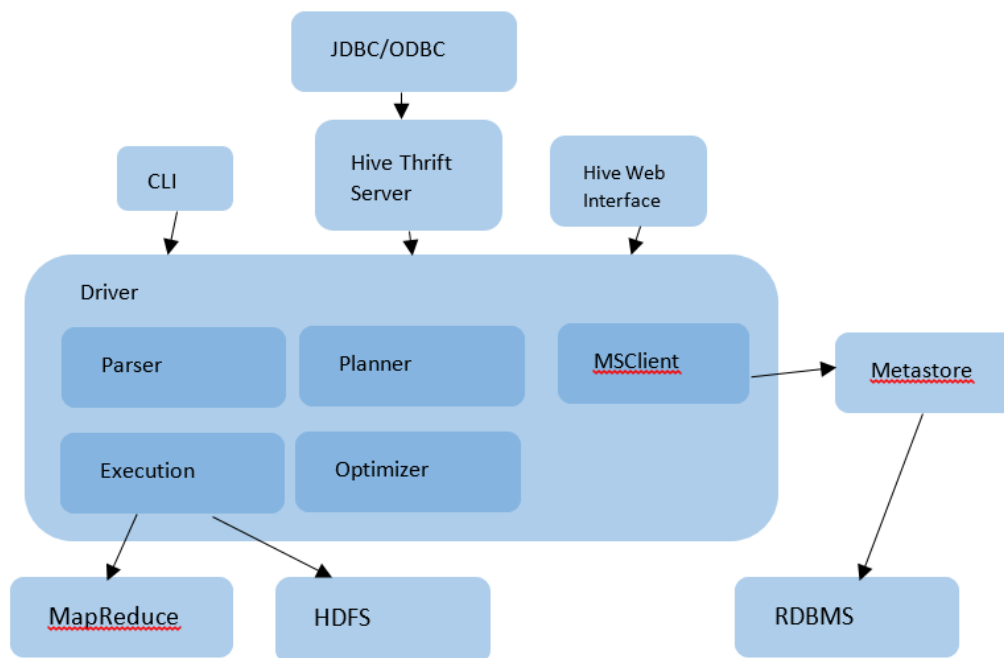 JDBC/ODBC
CLI
Hive Thrift
Server
Hive Web
Interface
Driver
Parser
Planner
MSClient
Metastore
Execution
Optimizer
MapReduce
HDFS
RDBMS